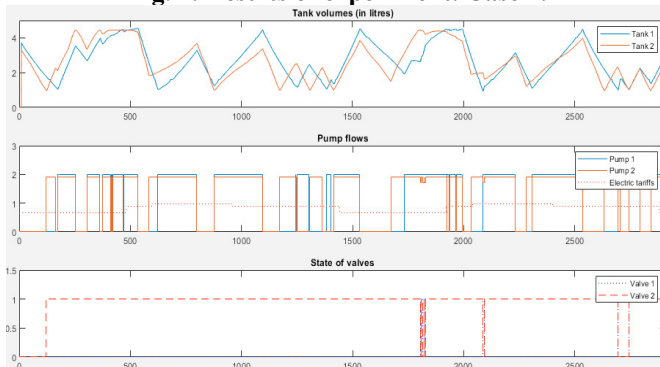 Tank volumes (in litres)
4
2
0
Tank 1
Tank 2
0 500 1000 1500 2000 2500
Pump flows
3
2
1
0
Pump 1
Pump 2
Electric tariffs
0 500 1000 1500 2000 2500
State of valves
1.5
1
0.5
0
Valve 1
Valve 2
0 500 1000 1500 2000 2500